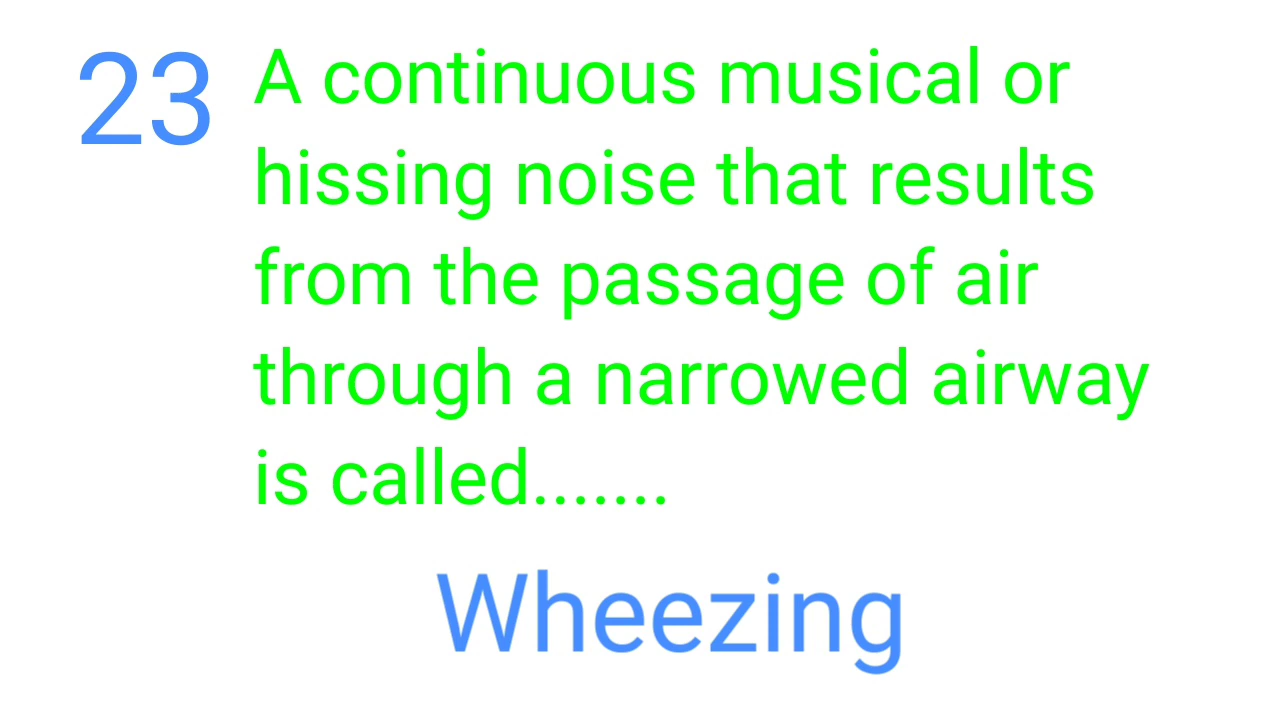 23 A continuous musical or
hissing noise that results
from the passage of air
through a narrowed airway
is called.......
Wheezing